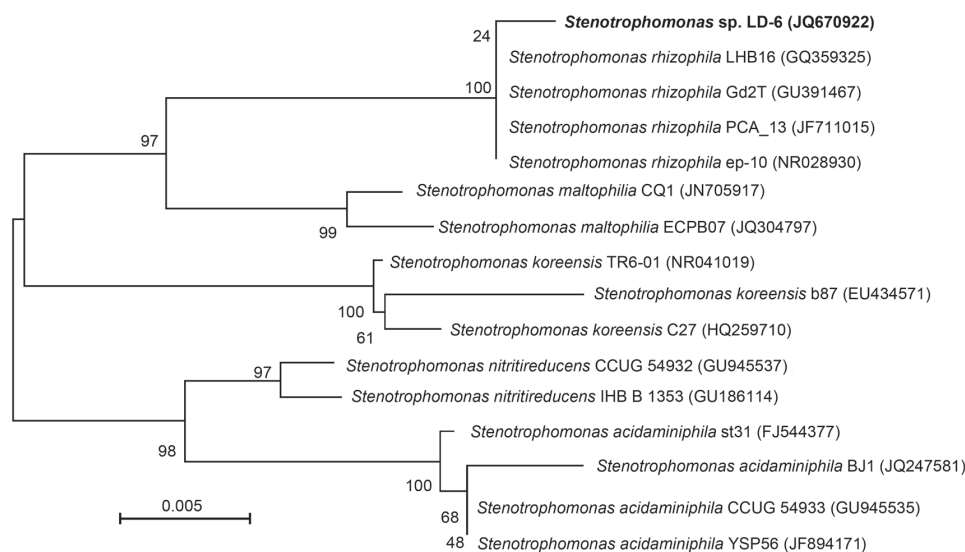 Stenotrophomonas sp. LD-6 (JQ670922)
24
Stenotrophomonas rhizophila LHB16 (GQ359325)
100
Stenotrophomonas rhizophila Gd2T (GU391467)
Stenotrophomonas rhizophila PCA_13 (JF711015)
97
Stenotrophomonas rhizophila ep-10 (NR028930)
Stenotrophomonas maltophilia CQ1 (JN705917)
99
Stenotrophomonas maltophilia ECPB07 (JQ304797)
Stenotrophomonas koreensis TR6-01 (NR041019)
Stenotrophomonas koreensis b87 (EU434571)
100
Stenotrophomonas koreensis C27 (HQ259710)
61
Stenotrophomonas nitritireducens CCUG 54932 (GU945537)
97
Stenotrophomonas nitritireducens IHB B 1353 (GU186114)
Stenotrophomonas acidaminiphila st31 (FJ544377)
98
Stenotrophomonas acidaminiphila BJ1 (JQ247581)
100
Stenotrophomonas acidaminiphila CCUG 54933 (GU945535)
68
Stenotrophomonas acidaminiphila YSP56 (JF894171)
48
0.005